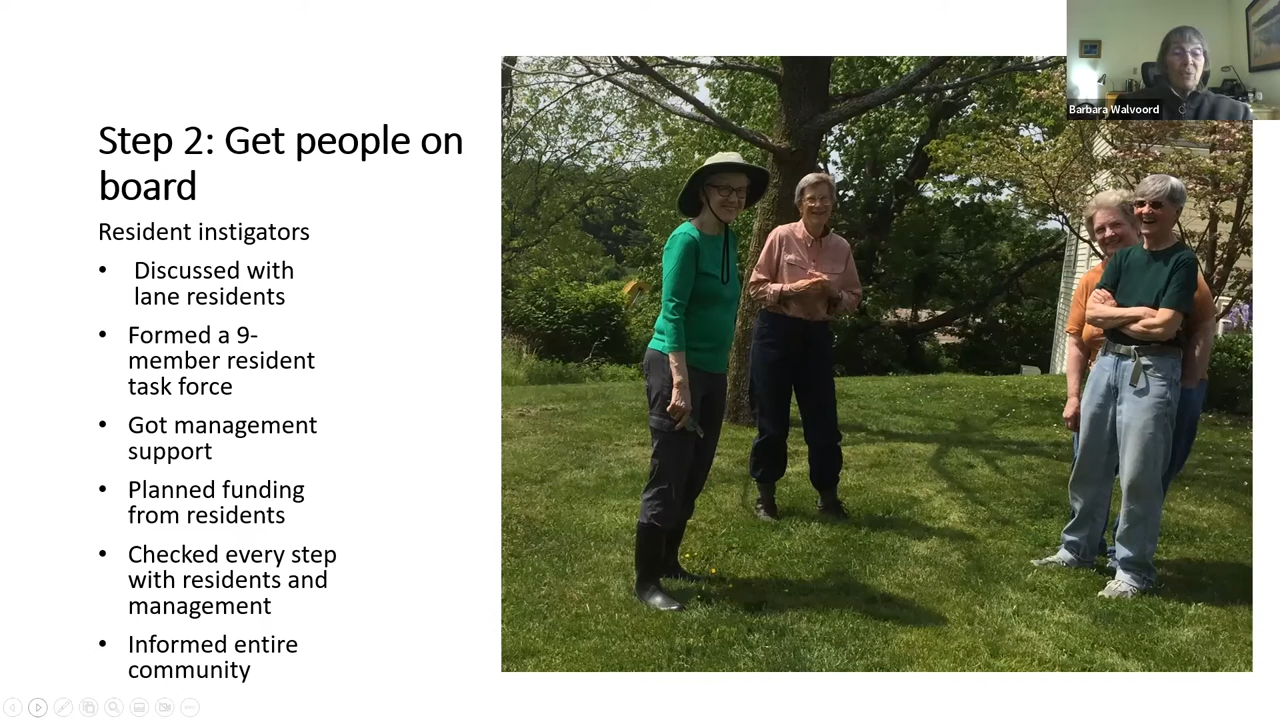 Barbara Walvoord
Step 2: Get people on
board
Resident instigators
• Discussed with
lane residents
• Formed a 9-
member resident
task force
• Got management
support
• Planned funding
from residents
• Checked every step
with residents and
management
• Informed entire
community